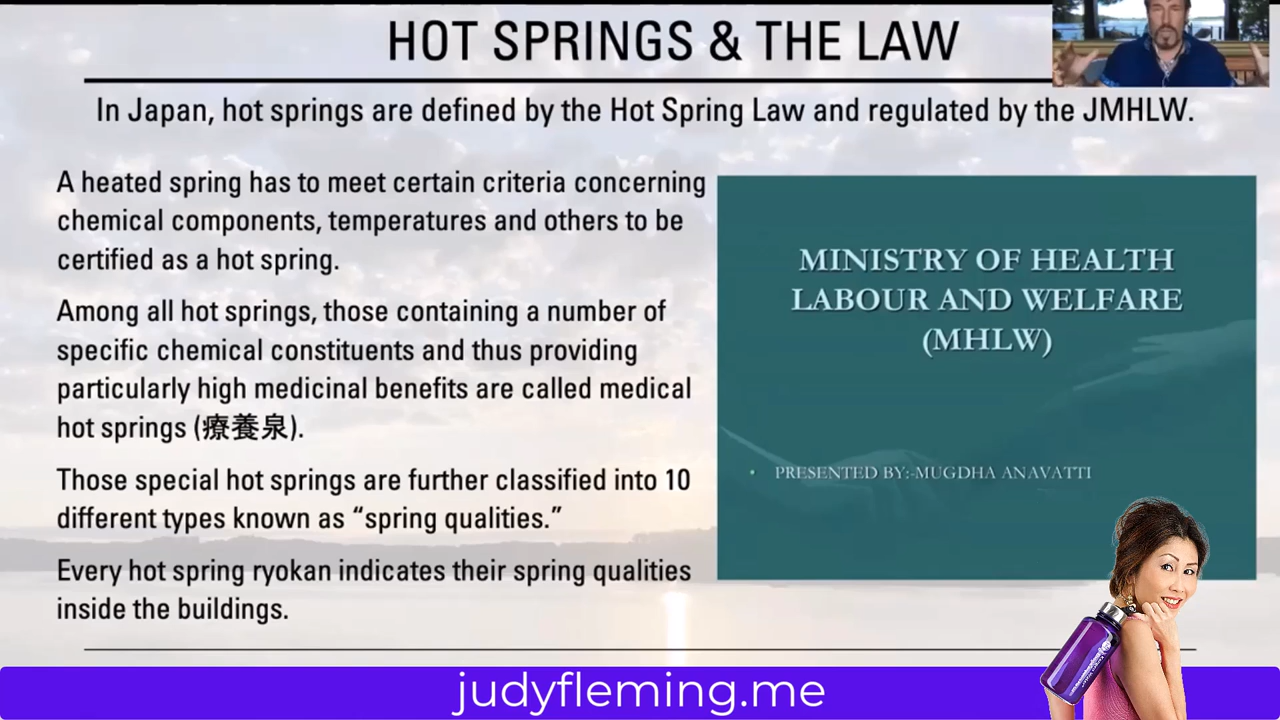 HOT SPRINGS & THE LAW
In Japan, hot springs are defined by the Hot Spring Law and regulated by the JMHLW.
A heated spring has to meet certain criteria concerning
chemical components, temperatures and others to be
certified as a hot spring.
Among all hot springs, those containing a number of
specific chemical constituents and thus providing
particularly high medicinal benefits are called medical
hot springs (療養泉).
Those special hot springs are further classified into 10
different types known as “spring qualities.”
Every hot spring ryokan indicates their spring qualities
inside the buildings.
MINISTRY OF HEALTH
LABOUR AND WELFARE
(MHLW)
• PRESENTED BY:-MUGDHA ANAVATTI
judyfleming.me